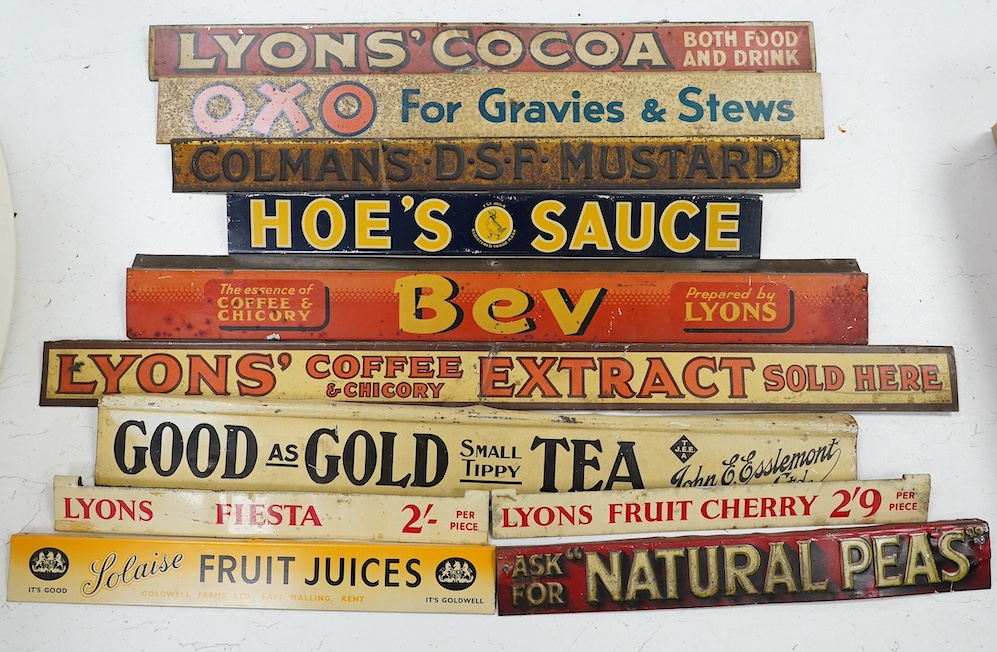 LYONS' COCOA BOTH FOOD AND DRINK
OXO For Gravies & Stews
COLMAN'S · D·S·F · MUSTARD
HOE'S SAUCE
The essence of COFFEE & CHICORY Bev Prepared by LYONS
LYONS' COFFEE & CHICORY EXTRACT SOLD HERE
GOOD AS GOLD SMALL TIPPY TEA J.E.E. John E. Esslemont Ltd.
LYONS FIESTA 2'- PER PIECE
LYONS FRUIT CHERRY 2'9 PER PIECE
IT'S GOOD Solaise FRUIT JUICES IT'S GOLDWELL
GOLDWELL FARMS LTD. EAST MALLING, KENT
ASK FOR "NATURAL PEAS"